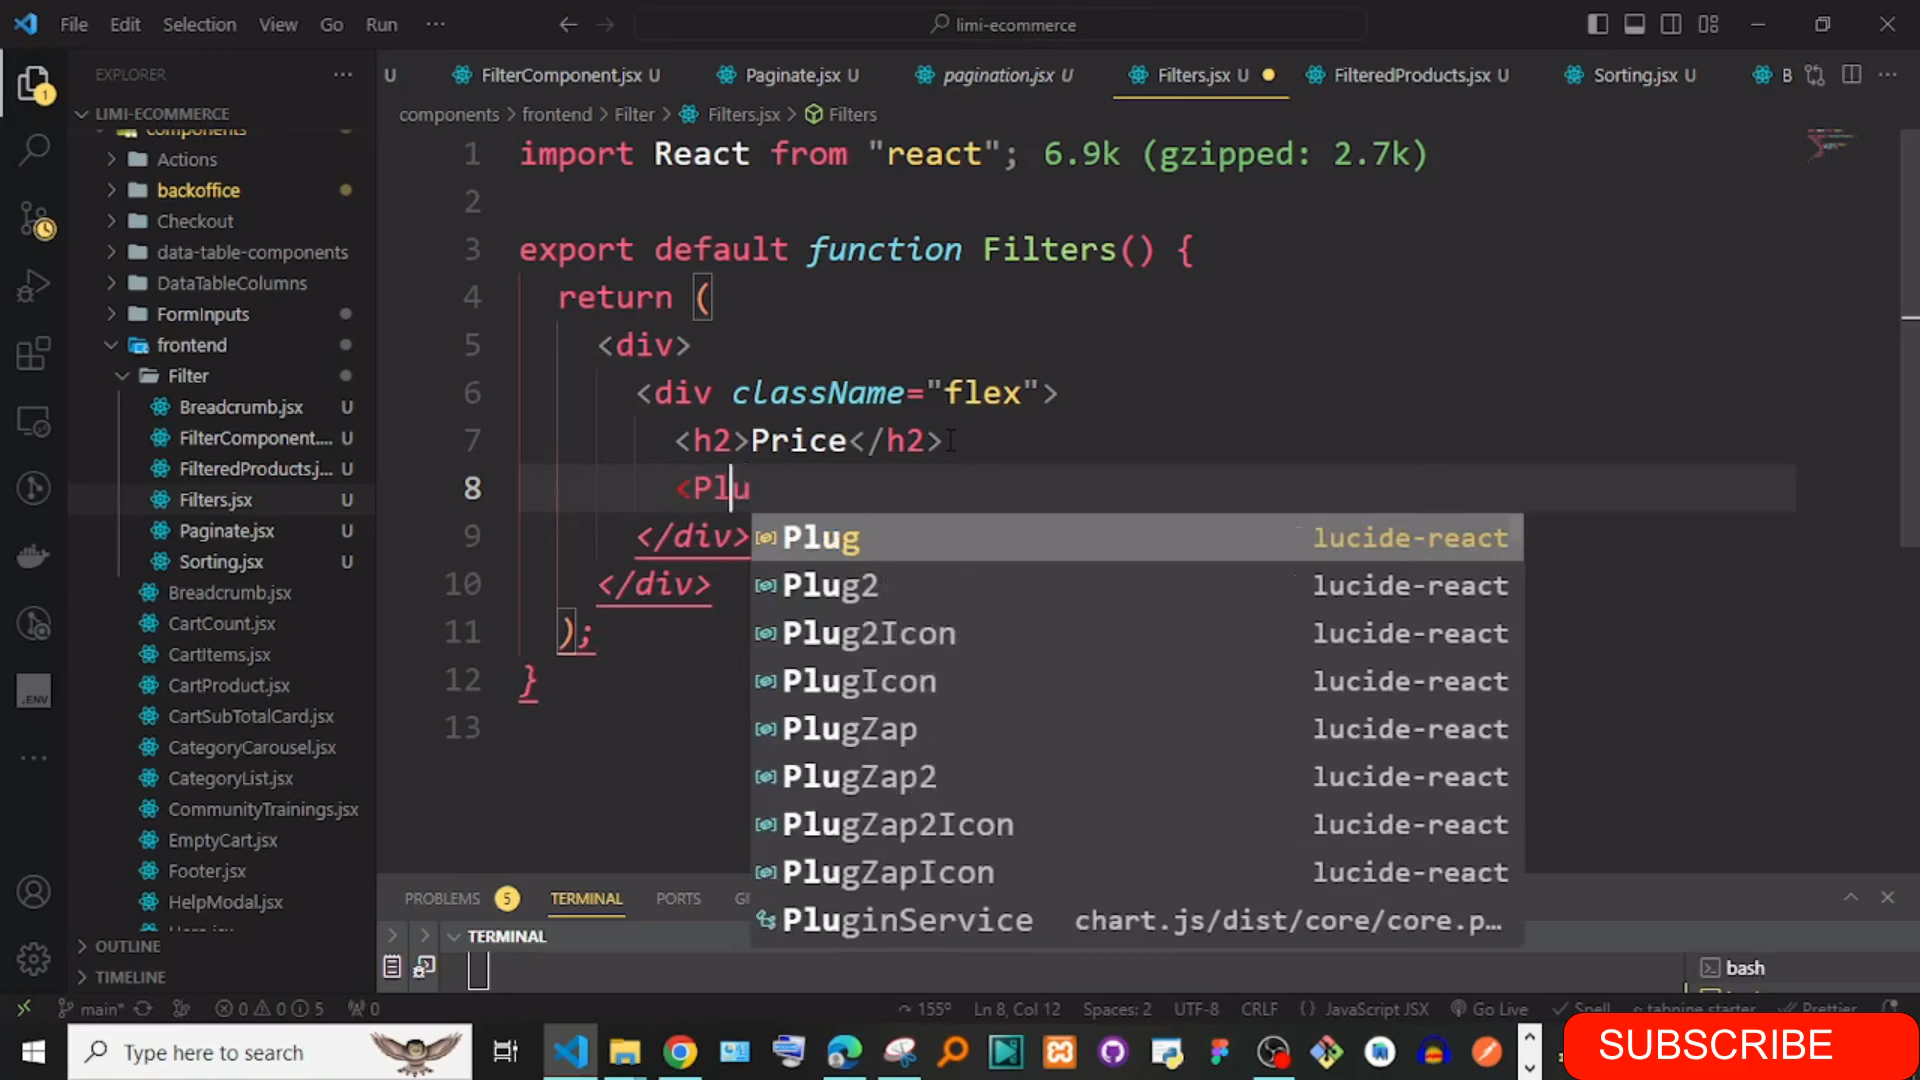 File Edit Selection View Go Run ··· limi-ecommerce
EXPLORER ···
U FilterComponent.jsx U Paginate.jsx U pagination.jsx U Filters.jsx U FilteredProducts.jsx U Sorting.jsx U B ···
LIMI-ECOMMERCE
components > frontend > Filter > Filters.jsx > Filters
components
Actions
backoffice
Checkout
data-table-components
DataTableColumns
FormInputs
frontend
Filter
Breadcrumb.jsx U
FilterComponent.... U
FilteredProducts.j... U
Filters.jsx U
Paginate.jsx U
Sorting.jsx U
Breadcrumb.jsx
CartCount.jsx
CartItems.jsx
CartProduct.jsx
CartSubTotalCard.jsx
CategoryCarousel.jsx
CategoryList.jsx
CommunityTrainings.jsx
EmptyCart.jsx
Footer.jsx
HelpModal.jsx
OUTLINE
TIMELINE
1
.ENV
1 import React from "react"; 6.9k (gzipped: 2.7k)
2
3 export default function Filters() {
4 return (
5 <div>
6 <div className="flex">
7 <h2>Price</h2>
8 <Plu
9 </div>
10 </div>
11 );
12 }
13
Plug lucide-react
Plug2 lucide-react
Plug2Icon lucide-react
PlugIcon lucide-react
PlugZap lucide-react
PlugZap2 lucide-react
PlugZap2Icon lucide-react
PlugZapIcon lucide-react
PluginService chart.js/dist/core/core.p...
PROBLEMS 5 TERMINAL PORTS GI
TERMINAL
bash
main* 0 0 5 0 155° Ln 8, Col 12 Spaces: 2 UTF-8 CRLF {} JavaScript JSX Go Live Spell tabnine starter Prettier
Type here to search
SUBSCRIBE